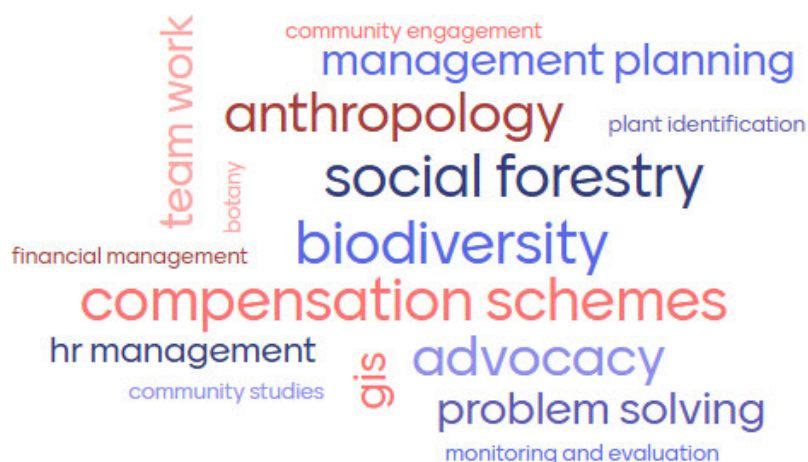 community engagement
team work
management planning
anthropology
plant identification
social forestry
botany
biodiversity
financial management
compensation schemes
hr management
gis
advocacy
community studies
problem solving
monitoring and evaluation